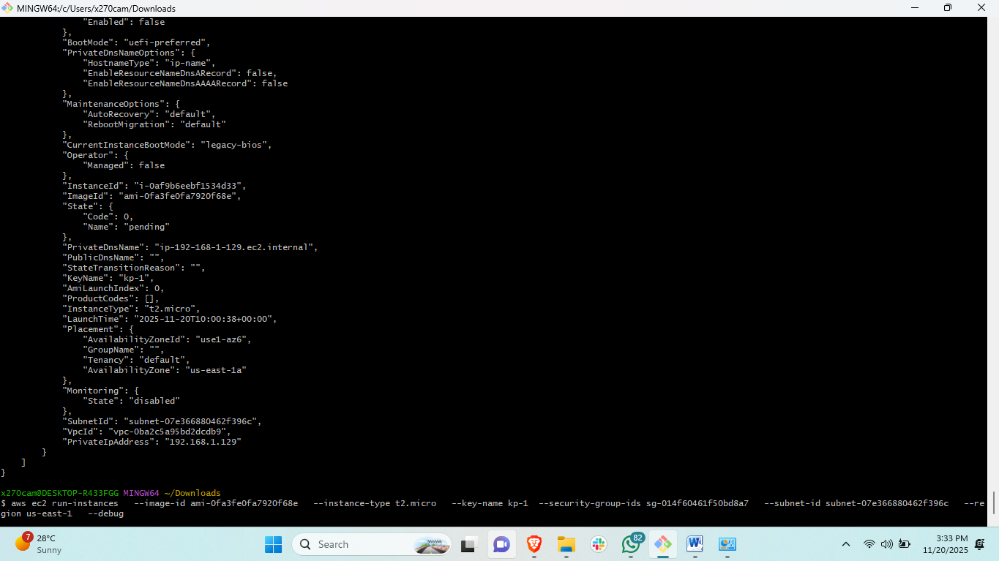 MINGW64:/c/Users/x270cam/Downloads
"Enabled": false
},
"BootMode": "uefi-preferred",
"PrivateDnsNameOptions": {
"HostnameType": "ip-name",
"EnableResourceNameDnsARecord": false,
"EnableResourceNameDnsAAAARecord": false
},
"MaintenanceOptions": {
"AutoRecovery": "default",
"RebootMigration": "default"
},
"CurrentInstanceBootMode": "legacy-bios",
"Operator": {
"Managed": false
},
"InstanceId": "i-0af9b6eebf1534d33",
"ImageId": "ami-0fa3fe0fa7920f68e",
"State": {
"Code": 0,
"Name": "pending"
},
"PrivateDnsName": "ip-192-168-1-129.ec2.internal",
"PublicDnsName": "",
"StateTransitionReason": "",
"KeyName": "kp-1",
"AmiLaunchIndex": 0,
"ProductCodes": [],
"InstanceType": "t2.micro",
"LaunchTime": "2025-11-20T10:00:38+00:00",
"Placement": {
"AvailabilityZoneId": "use1-az6",
"GroupName": "",
"Tenancy": "default",
"AvailabilityZone": "us-east-1a"
},
"Monitoring": {
"State": "disabled"
},
"SubnetId": "subnet-07e366880462f396c",
"VpcId": "vpc-0ba2c5a95bd2dcdb9",
"PrivateIpAddress": "192.168.1.129"
}
]
}
x270cam@DESKTOP-R433FGG MINGW64 ~/Downloads
$ aws ec2 run-instances --image-id ami-0fa3fe0fa7920f68e --instance-type t2.micro --key-name kp-1 --security-group-ids sg-014f60461f50bd8a7 --subnet-id subnet-07e366880462f396c --re
gion us-east-1 --debug
7
28°C
Sunny
Search
82
3:33 PM
11/20/2025